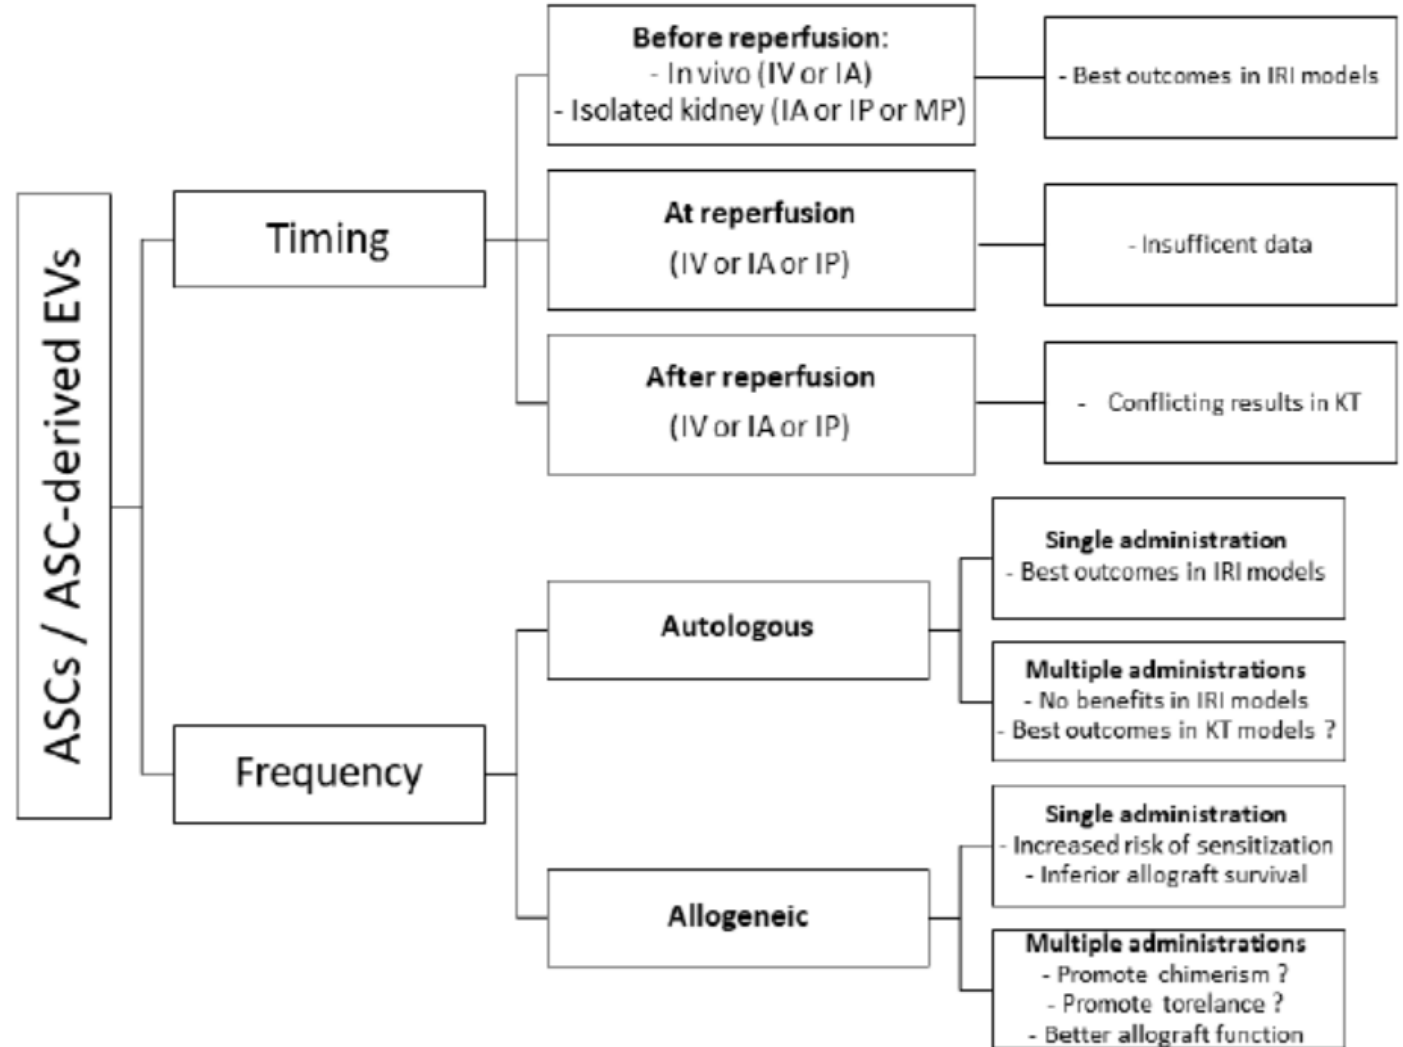 ASCs / ASC-derived EVs
Timing
Before reperfusion:
- In vivo (IV or IA)
- Isolated kidney (IA or IP or MP)
- Best outcomes in IRI models
At reperfusion
(IV or IA or IP)
- Insufficent data
After reperfusion
(IV or IA or IP)
- Conflicting results in KT
Frequency
Autologous
Single administration
- Best outcomes in IRI models
Multiple administrations
- No benefits in IRI models
- Best outcomes in KT models ?
Allogeneic
Single administration
- Increased risk of sensitization
- Inferior allograft survival
Multiple administrations
- Promote chimerism ?
- Promote torelance ?
- Better allograft function